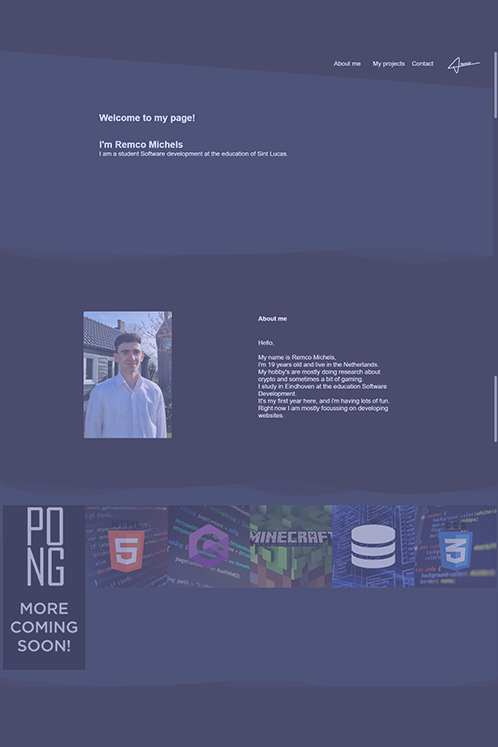 About me
My projects
Contact
Welcome to my page!
I'm Remco Michels
I am a student Software development at the education of Sint Lucas.
About me
Hello,
My name is Remco Michels,
I'm 19 years old and live in the Netherlands.
My hobby's are mostly doing research about
crypto and sometimes a bit of gaming.
I study in Eindhoven at the education Software
Development.
It's my first year here, and i'm having lots of fun.
Right now I am mostly focussing on developing
websites.
PO
NG
5
MINECRAFT
3
MORE
COMING
SOON!